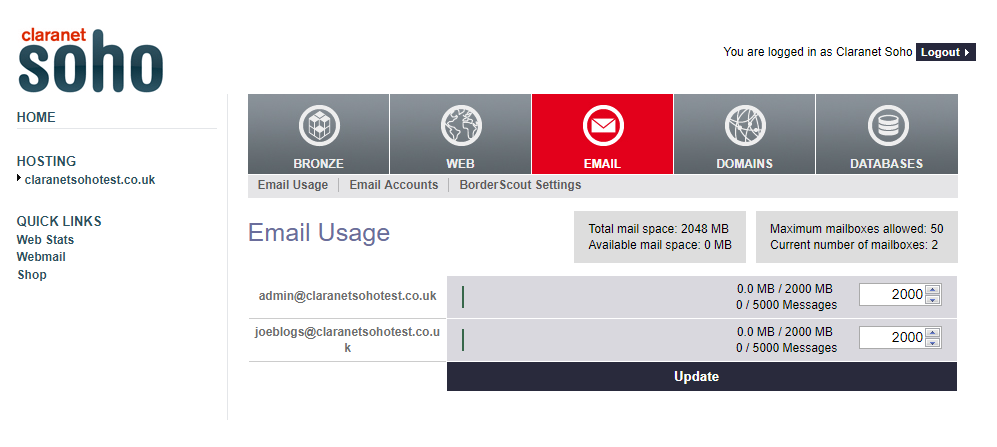 claranet
soho
You are logged in as Claranet Soho Logout
HOME
HOSTING
claranetsohotest.co.uk
QUICK LINKS
Web Stats
Webmail
Shop
BRONZE WEB EMAIL DOMAINS DATABASES
Email Usage Email Accounts BorderScout Settings
Email Usage
Total mail space: 2048 MB
Available mail space: 0 MB
Maximum mailboxes allowed: 50
Current number of mailboxes: 2
admin@claranetsohotest.co.uk
0.0 MB / 2000 MB
0 / 5000 Messages
2000
joeblogs@claranetsohotest.co.u
k
0.0 MB / 2000 MB
0 / 5000 Messages
2000
Update